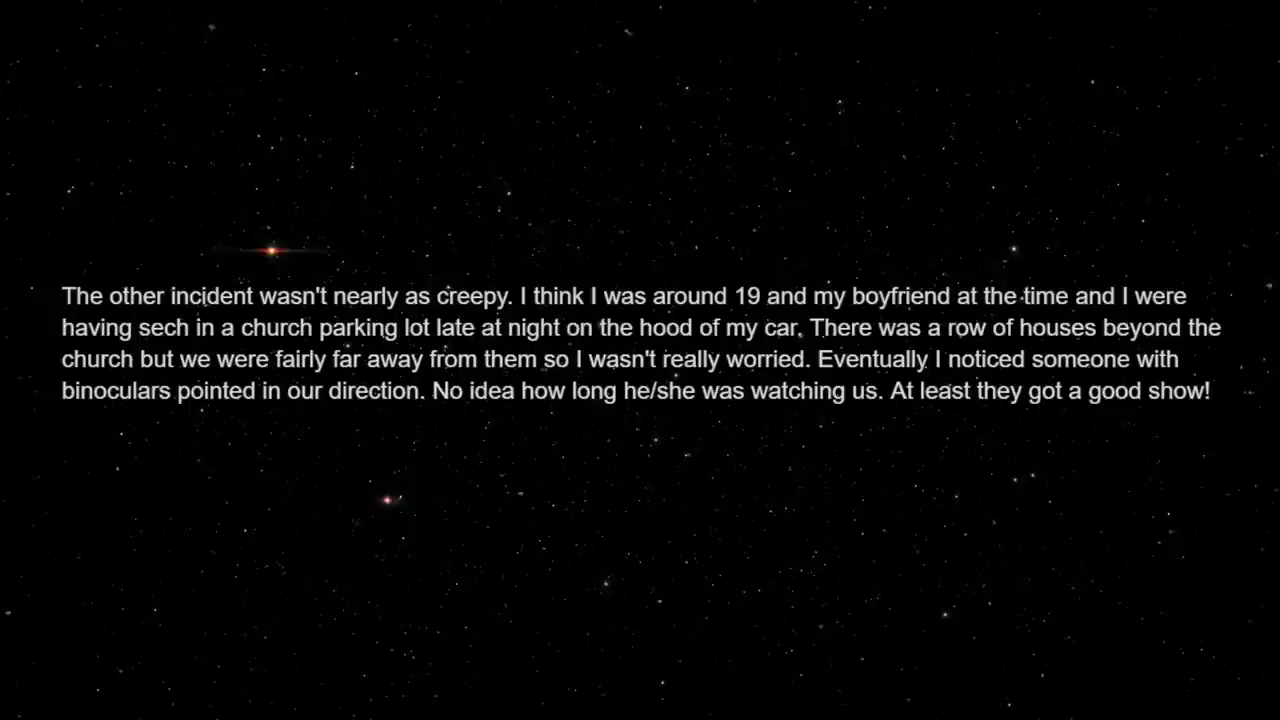 The other incident wasn't nearly as creepy. I think I was around 19 and my boyfriend at the time and I were
having sech in a church parking lot late at night on the hood of my car. There was a row of houses beyond the
church but we were fairly far away from them so I wasn't really worried. Eventually I noticed someone with
binoculars pointed in our direction. No idea how long he/she was watching us. At least they got a good show!